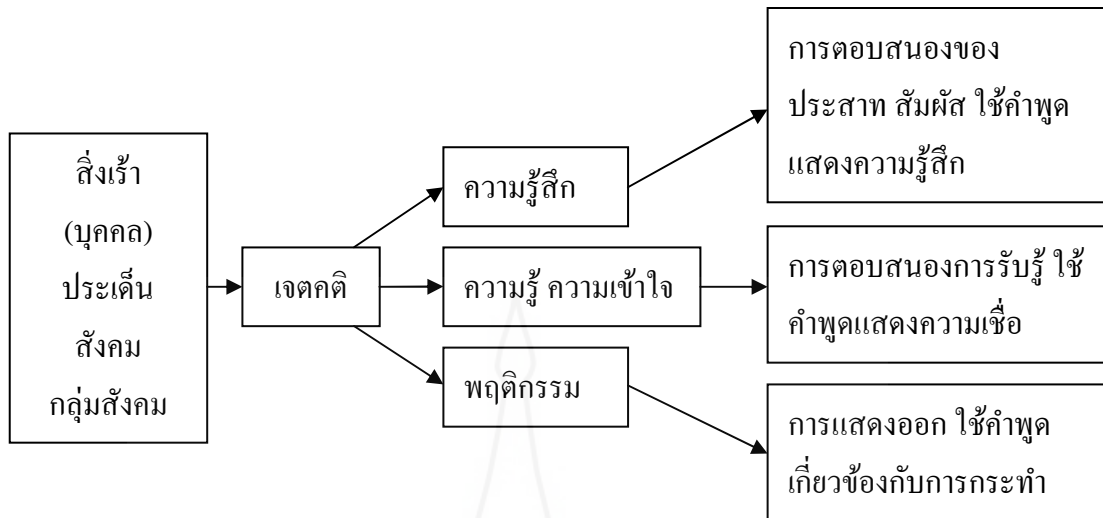 สิ่งเร้า
(บุคคล)
ประเด็น
สังคม
กลุ่มสังคม
เจตคติ
ความรู้สึก
ความรู้ ความเข้าใจ
พฤติกรรม
การตอบสนองของ
ประสาท สัมผัส ใช้คำพูด
แสดงความรู้สึก
การตอบสนองการรับรู้ ใช้
คำพูดแสดงความเชื่อ
การแสดงออก ใช้คำพูด
เกี่ยวข้องกับการกระทำ